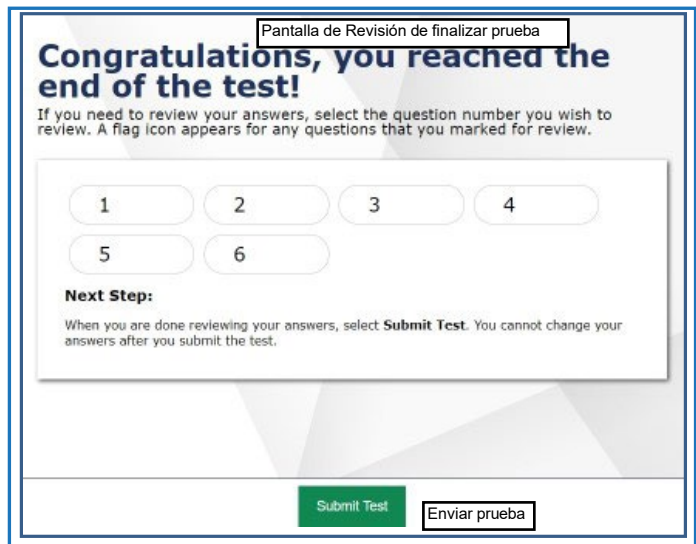 Pantalla de Revisión de finalizar prueba
Congratulations, you reached the
end of the test!
If you need to review your answers, select the question number you wish to
review. A flag icon appears for any questions that you marked for review.
1 2 3 4
5 6
Next Step:
When you are done reviewing your answers, select Submit Test. You cannot change your
answers after you submit the test.
Submit Test
Enviar prueba